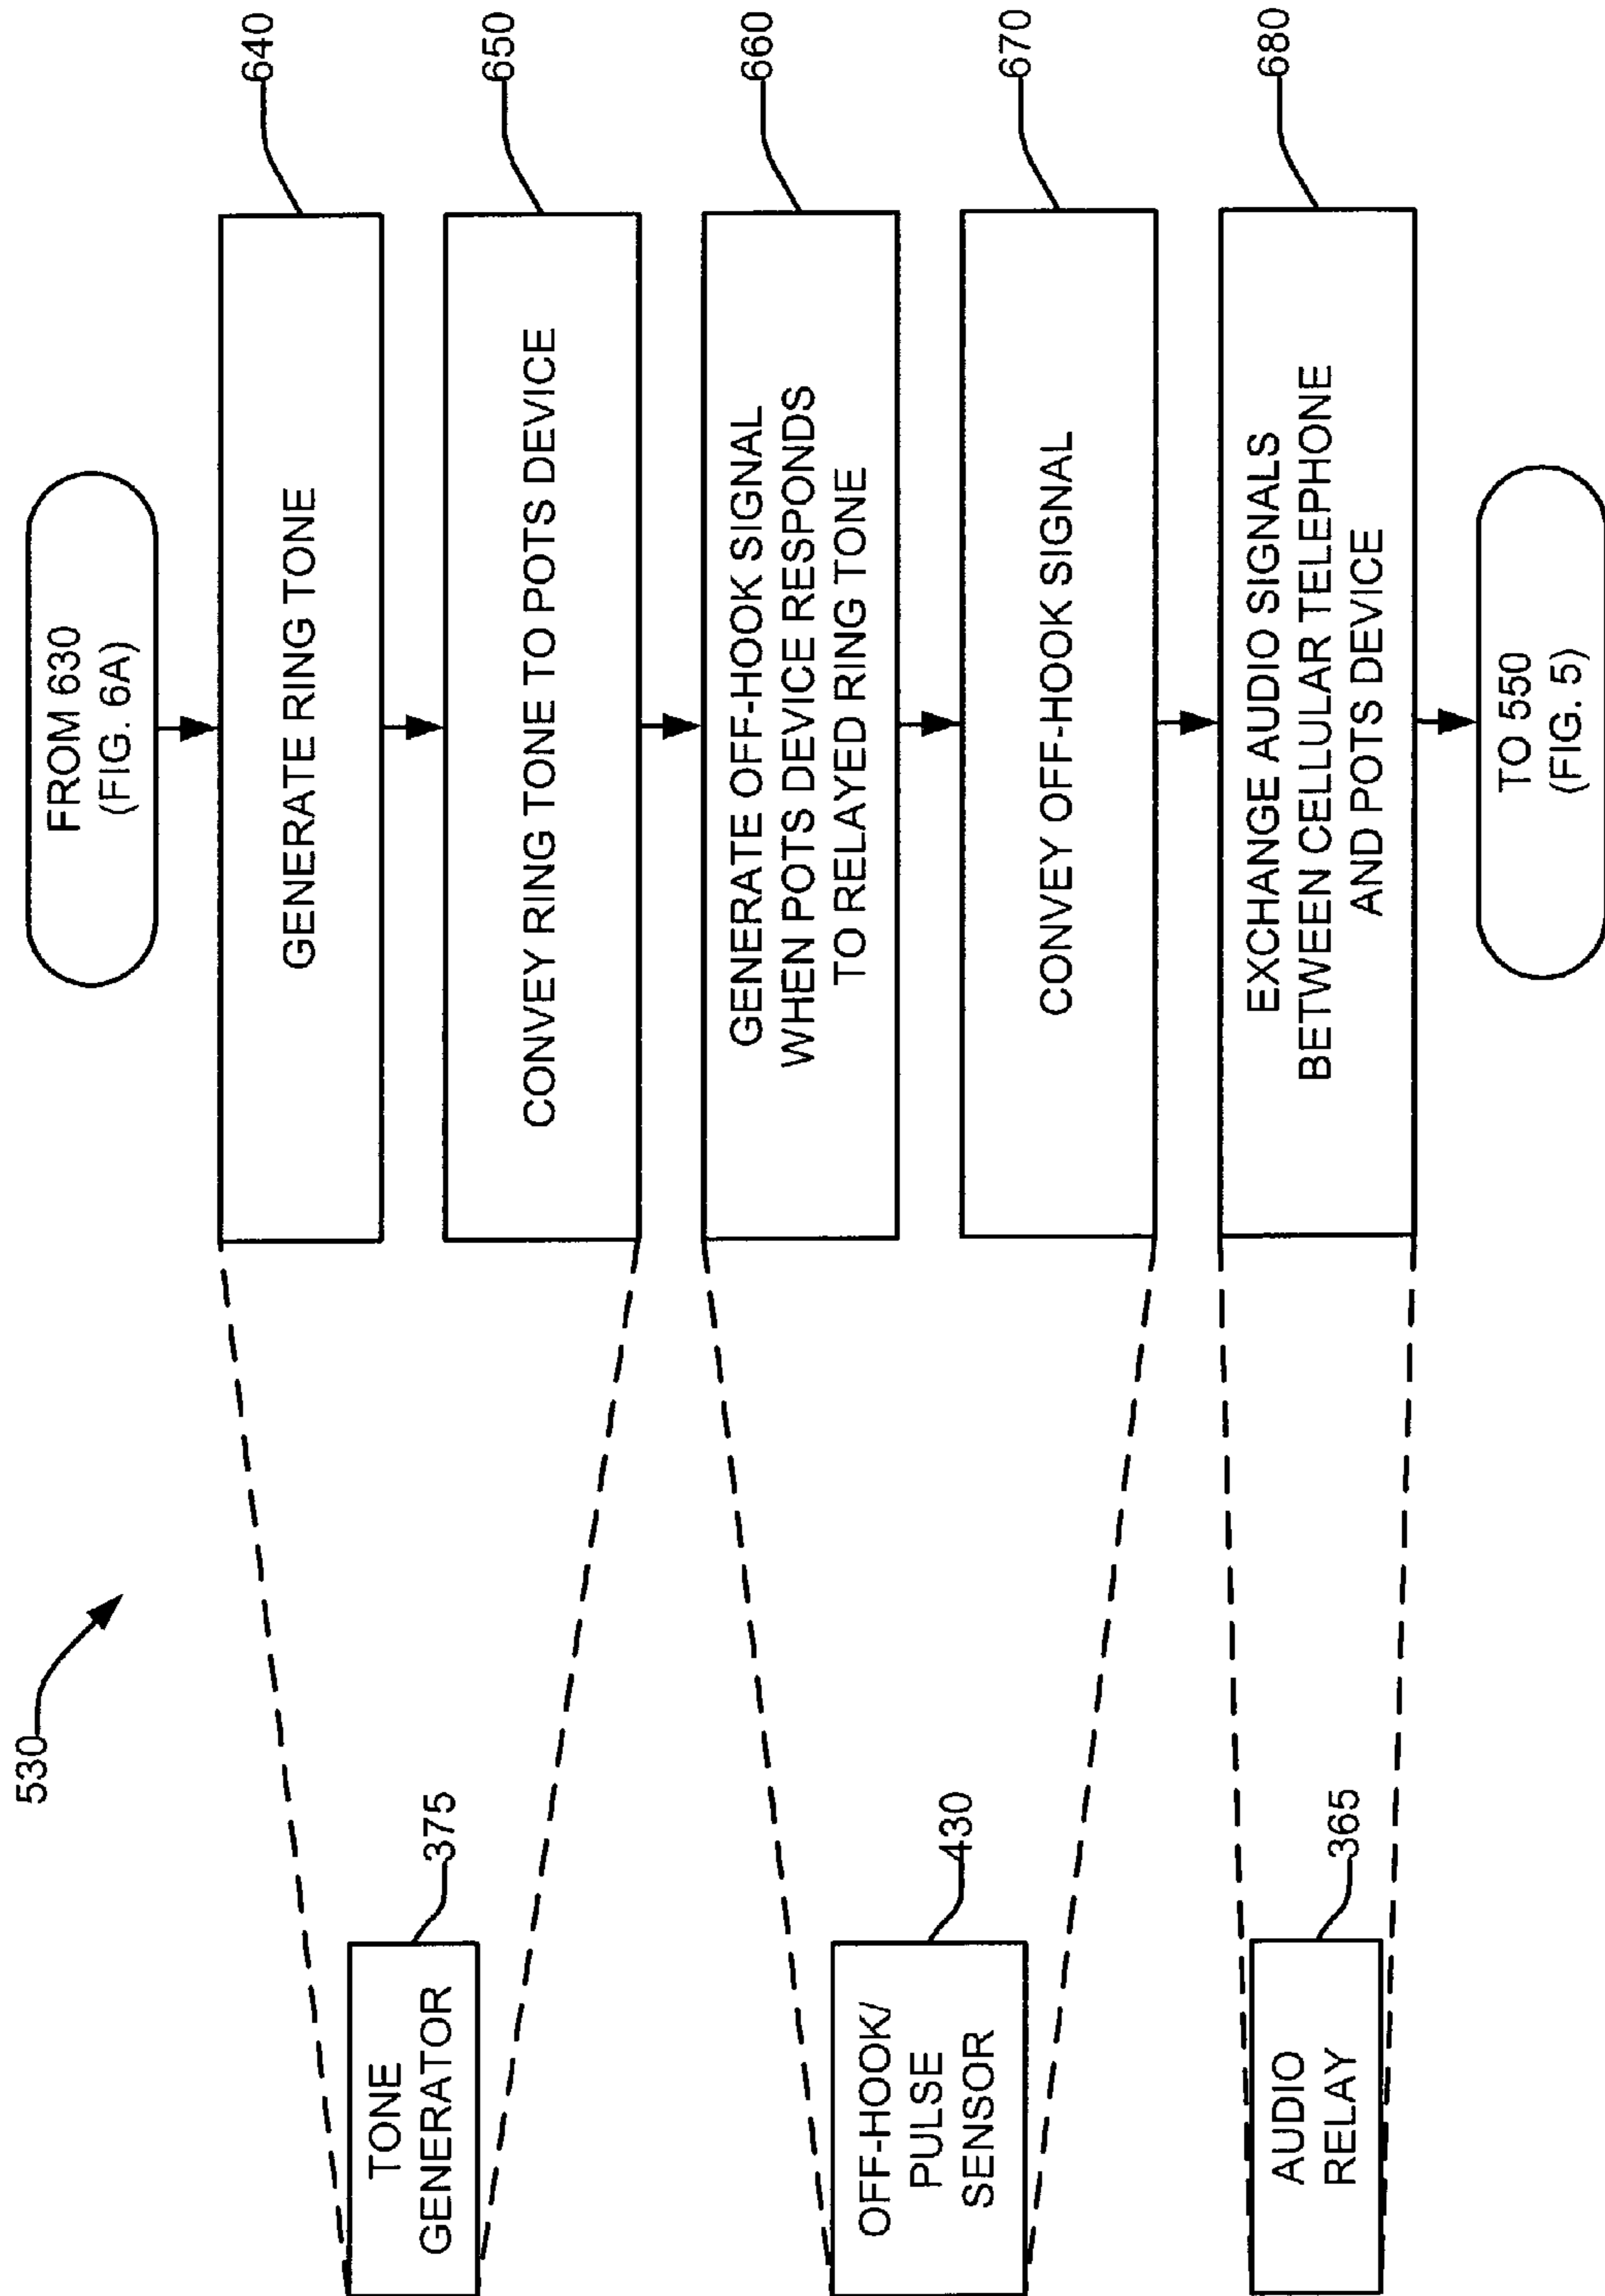 530
FROM 630
(FIG. 6A)
GENERATE RING TONE
640
TONE
GENERATOR
375
CONVEY RING TONE TO POTS DEVICE
650
GENERATE OFF-HOOK SIGNAL
WHEN POTS DEVICE RESPONDS
TO RELAYED RING TONE
660
OFF-HOOK/
PULSE
SENSOR
430
CONVEY OFF-HOOK SIGNAL
670
EXCHANGE AUDIO SIGNALS
BETWEEN CELLULAR TELEPHONE
AND POTS DEVICE
680
AUDIO
RELAY
365
TO 550
(FIG. 5)